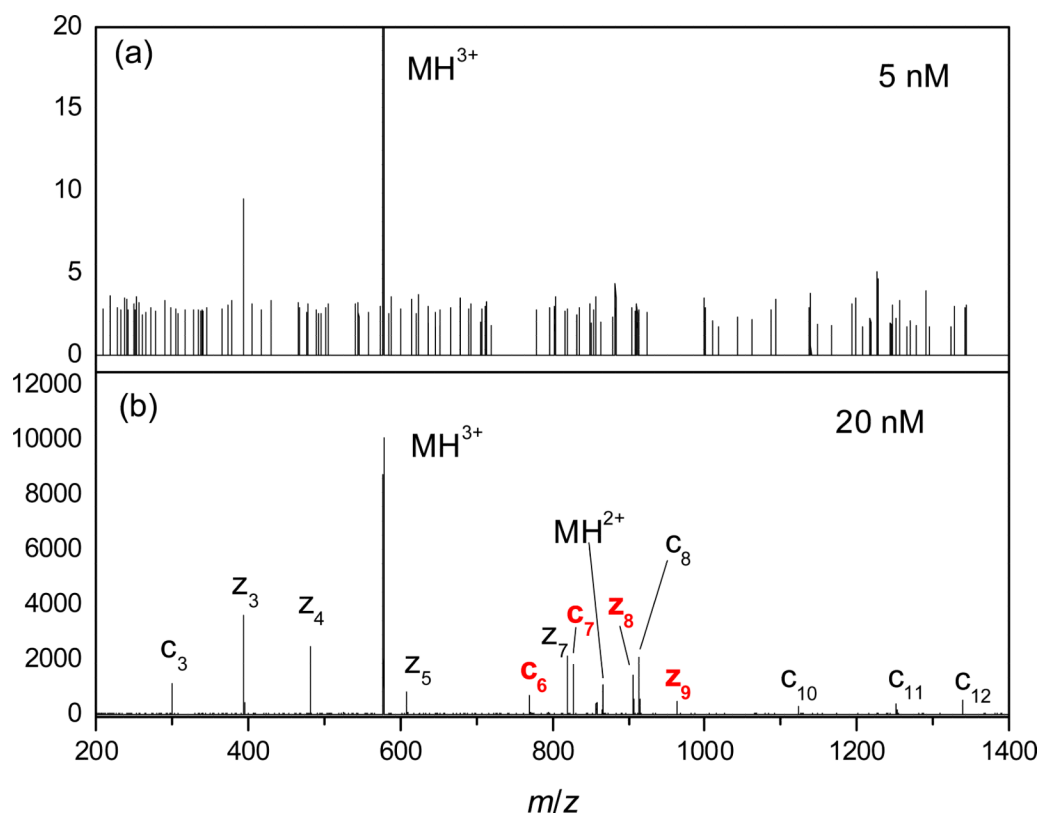 (a)
MH³⁺
5 nM
20
15
10
5
0
(b)
MH³⁺
20 nM
12000
10000
8000
6000
4000
2000
0
MH²⁺
c₈
z₃
z₄
c₇
z₈
c₃
z₅
c₆
z₇
z₉
c₁₀
c₁₁
c₁₂
200 400 600 800 1000 1200 1400
m/z